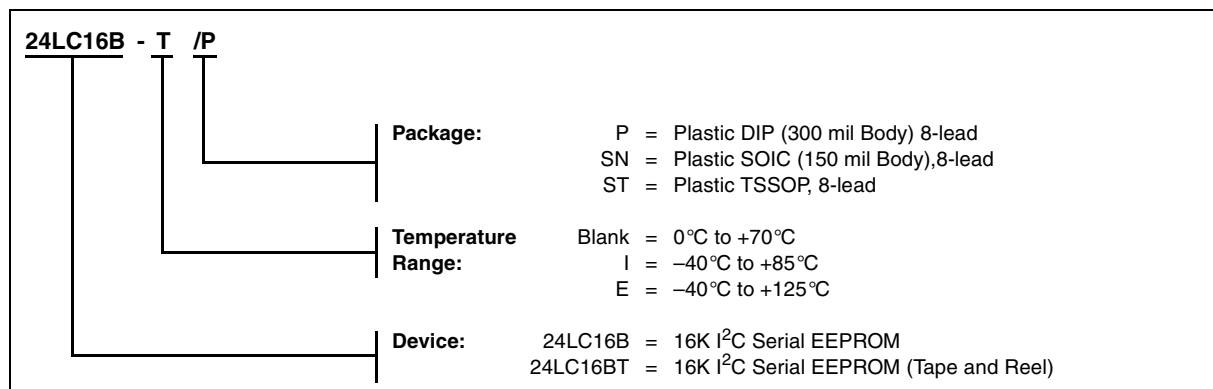 24LC16B - T /P
Package: P = Plastic DIP (300 mil Body) 8-lead
SN = Plastic SOIC (150 mil Body),8-lead
ST = Plastic TSSOP, 8-lead
Temperature Blank = 0°C to +70°C
Range: I = –40°C to +85°C
E = –40°C to +125°C
Device: 24LC16B = 16K I²C Serial EEPROM
24LC16BT = 16K I²C Serial EEPROM (Tape and Reel)